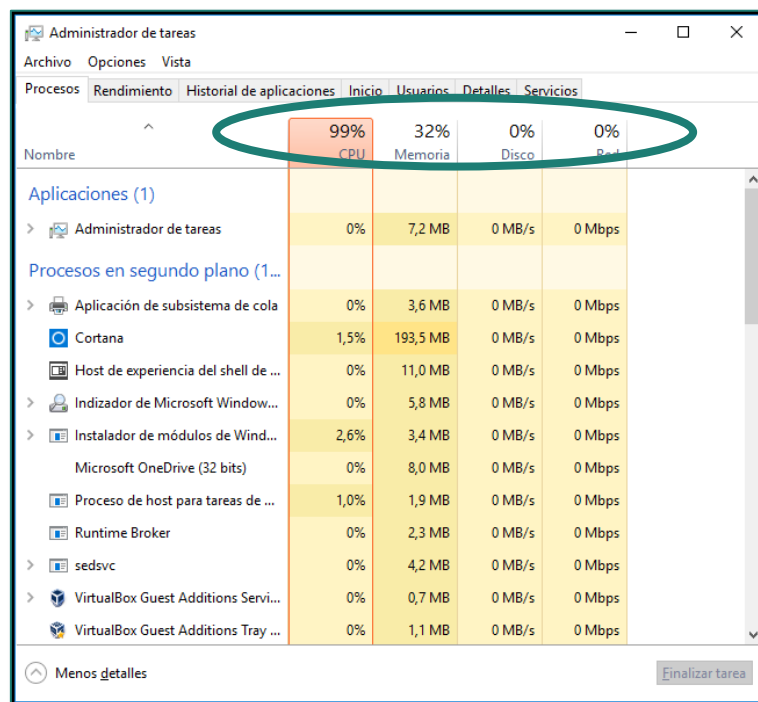 Administrador de tareas
Archivo Opciones Vista
Procesos Rendimiento Historial de aplicaciones Inicio Usuarios Detalles Servicios
99% 32% 0% 0%
Nombre CPU Memoria Disco Red
Aplicaciones (1)
Administrador de tareas 0% 7,2 MB 0 MB/s 0 Mbps
Procesos en segundo plano (1...
Aplicación de subsistema de cola 0% 3,6 MB 0 MB/s 0 Mbps
Cortana 1,5% 193,5 MB 0 MB/s 0 Mbps
Host de experiencia del shell de ... 0% 11,0 MB 0 MB/s 0 Mbps
Indizador de Microsoft Window... 0% 5,8 MB 0 MB/s 0 Mbps
Instalador de módulos de Wind... 2,6% 3,4 MB 0 MB/s 0 Mbps
Microsoft OneDrive (32 bits) 0% 8,0 MB 0 MB/s 0 Mbps
Proceso de host para tareas de ... 1,0% 1,9 MB 0 MB/s 0 Mbps
Runtime Broker 0% 2,3 MB 0 MB/s 0 Mbps
sedsvc 0% 4,2 MB 0 MB/s 0 Mbps
VirtualBox Guest Additions Servi... 0% 0,7 MB 0 MB/s 0 Mbps
VirtualBox Guest Additions Tray ... 0% 1,1 MB 0 MB/s 0 Mbps
Menos detalles Finalizar tarea